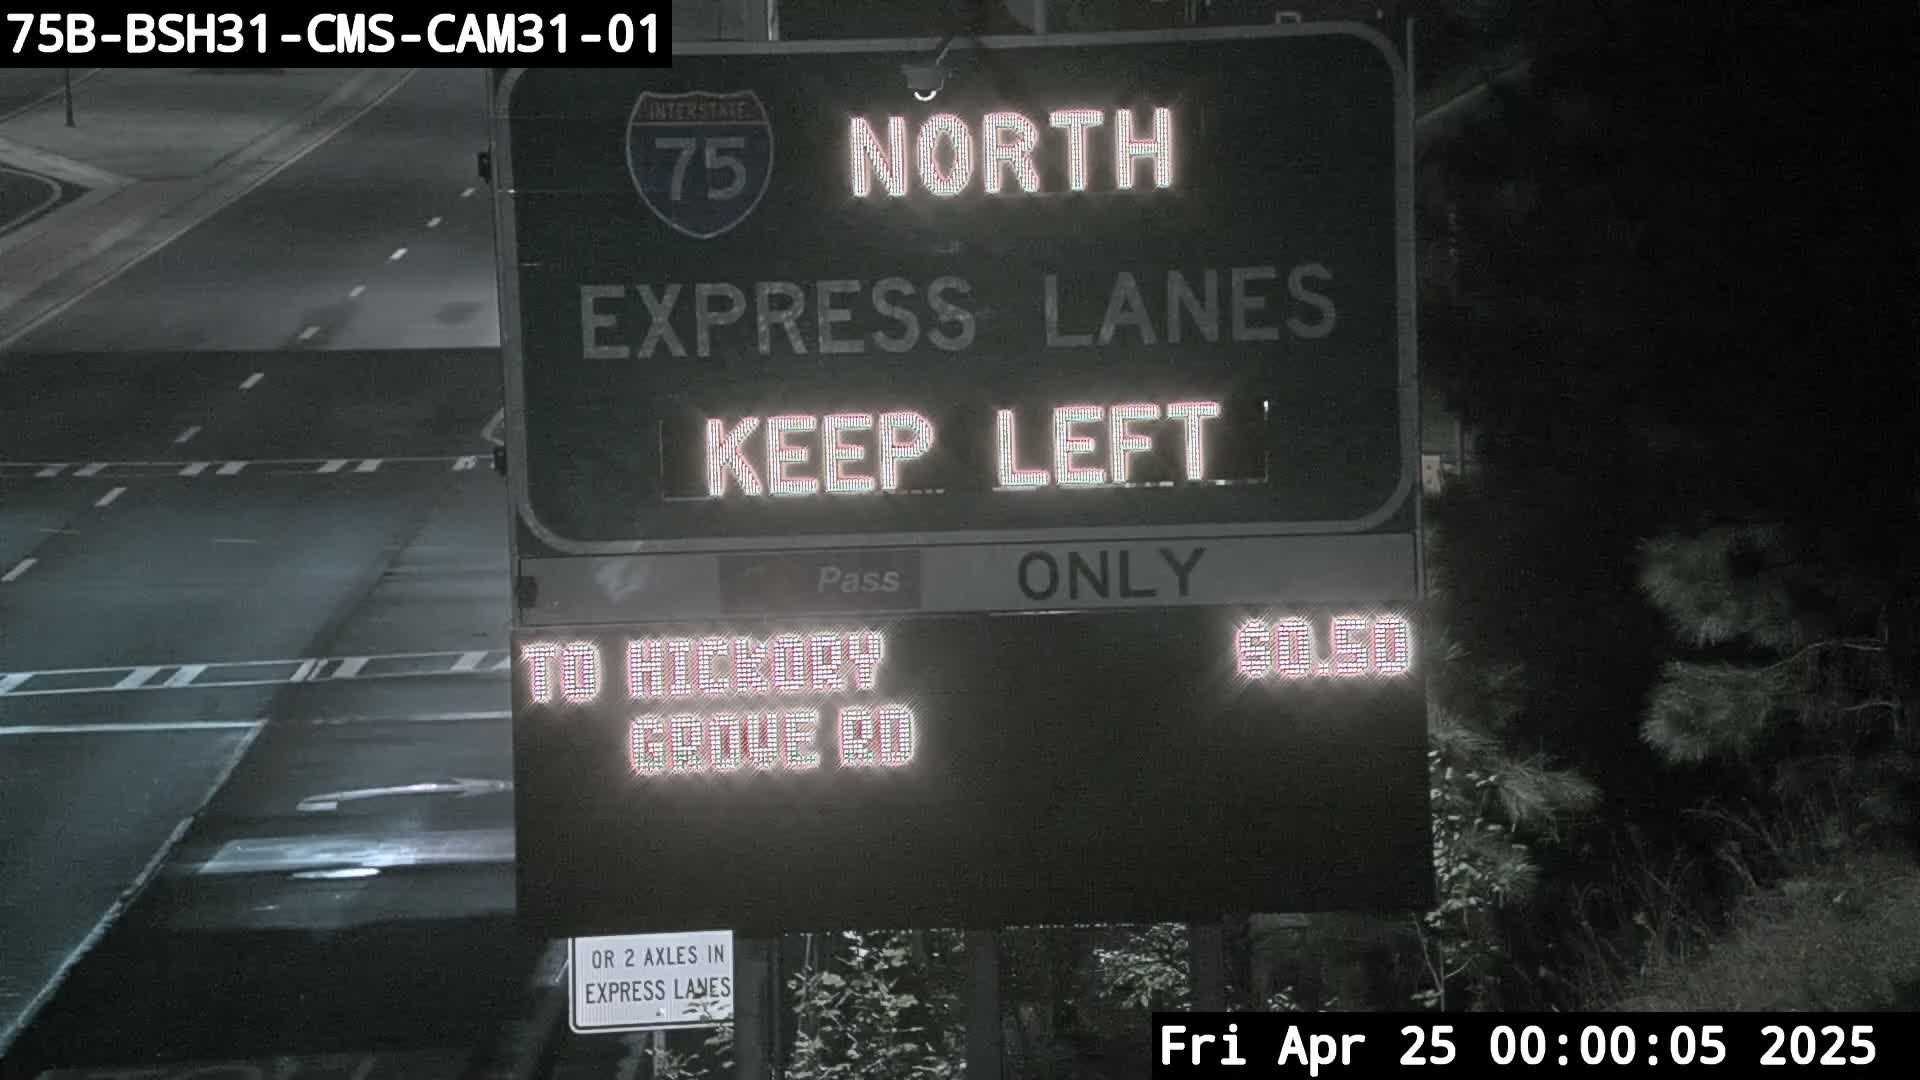 75B-BSH31-CMS-CAM31-01
INTERSTATE
75
NORTH
EXPRESS LANES
KEEP LEFT
Pass ONLY
TO HICKORY $0.50
GROVE RD
OR 2 AXLES IN
EXPRESS LANES
Fri Apr 25 00:00:05 2025